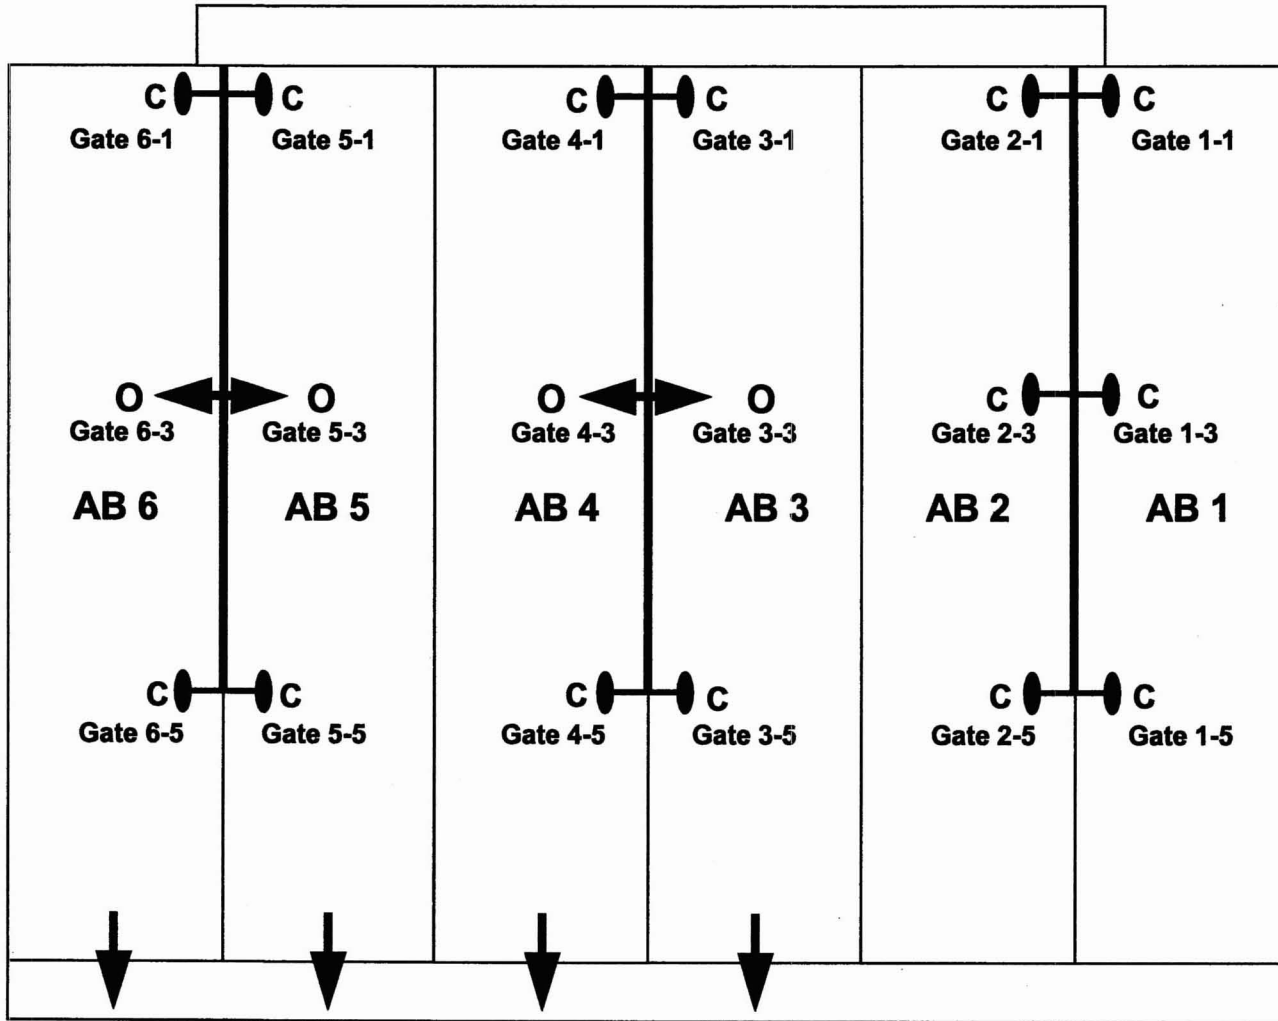 C C C C C C
Gate 6-1 Gate 5-1 Gate 4-1 Gate 3-1 Gate 2-1 Gate 1-1
O O O O C C
Gate 6-3 Gate 5-3 Gate 4-3 Gate 3-3 Gate 2-3 Gate 1-3
AB 6 AB 5 AB 4 AB 3 AB 2 AB 1
C C C C C C
Gate 6-5 Gate 5-5 Gate 4-5 Gate 3-5 Gate 2-5 Gate 1-5